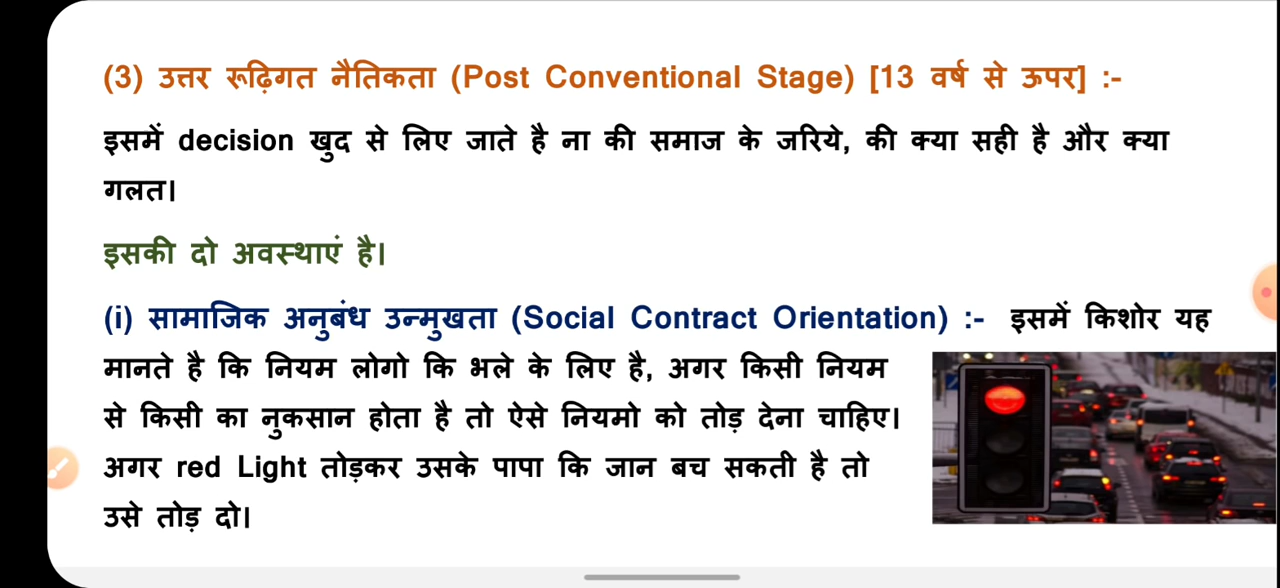 (3) उत्तर रूढ़िगत नैतिकता (Post Conventional Stage) [13 वर्ष से ऊपर] :-
इसमें decision खुद से लिए जाते है ना की समाज के जरिये, की क्या सही है और क्या
गलत।
इसकी दो अवस्थाएं है।
(i) सामाजिक अनुबंध उन्मुखता (Social Contract Orientation) :- इसमें किशोर यह
मानते है कि नियम लोगो कि भले के लिए है, अगर किसी नियम
से किसी का नुकसान होता है तो ऐसे नियमो को तोड़ देना चाहिए।
अगर red Light तोड़कर उसके पापा कि जान बच सकती है तो
उसे तोड़ दो।